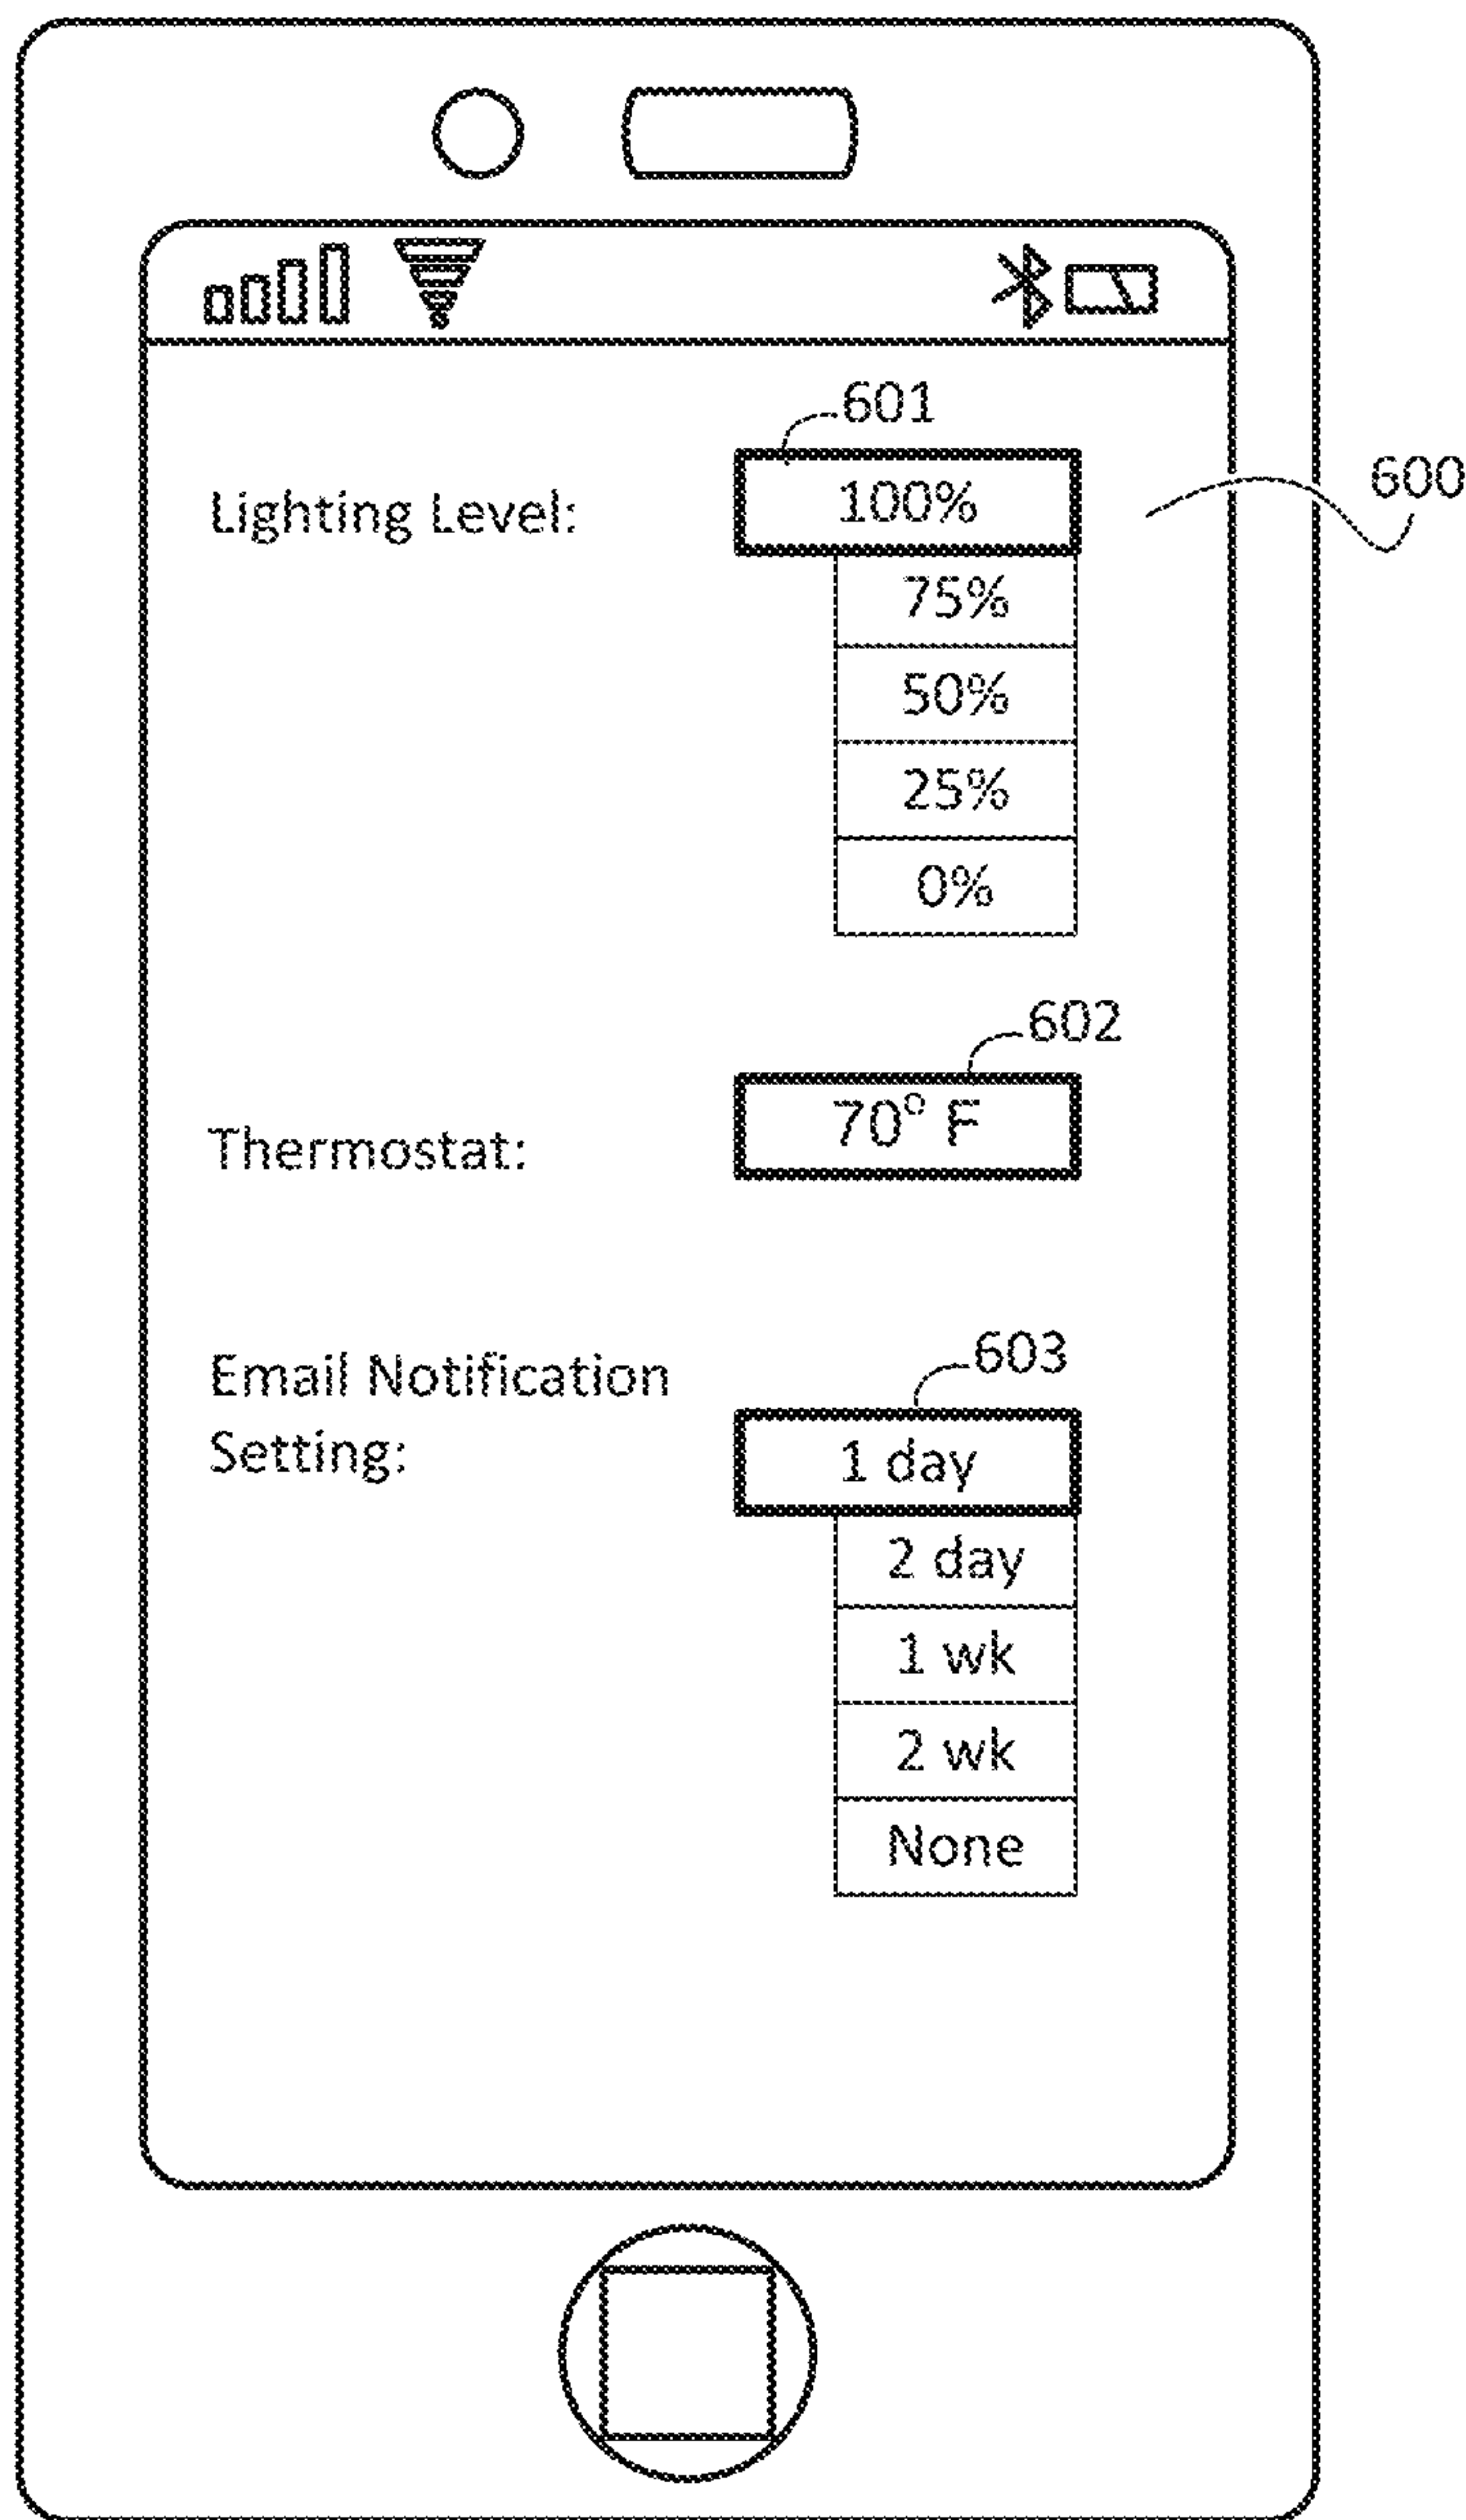 601
600
Lighting Level:
100%
75%
50%
25%
0%
602
Thermostat:
70° F
603
Email Notification
Setting:
1 day
2 day
1 wk
2 wk
None